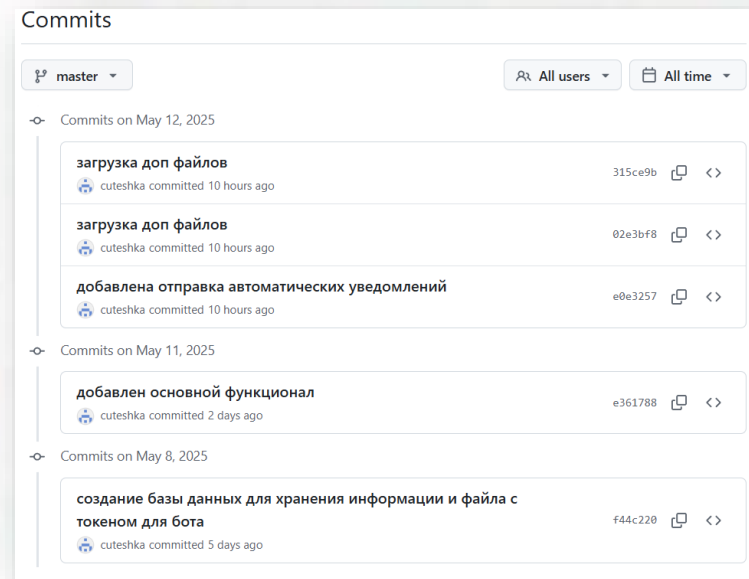 Commits
master
All users
All time
Commits on May 12, 2025
загрузка доп файлов
315ce9b
cuteshka committed 10 hours ago
загрузка доп файлов
02e3bf8
cuteshka committed 10 hours ago
добавлена отправка автоматических уведомлений
e0e3257
cuteshka committed 10 hours ago
Commits on May 11, 2025
добавлен основной функционал
e361788
cuteshka committed 2 days ago
Commits on May 8, 2025
создание базы данных для хранения информации и файла с
токеном для бота
f44c220
cuteshka committed 5 days ago